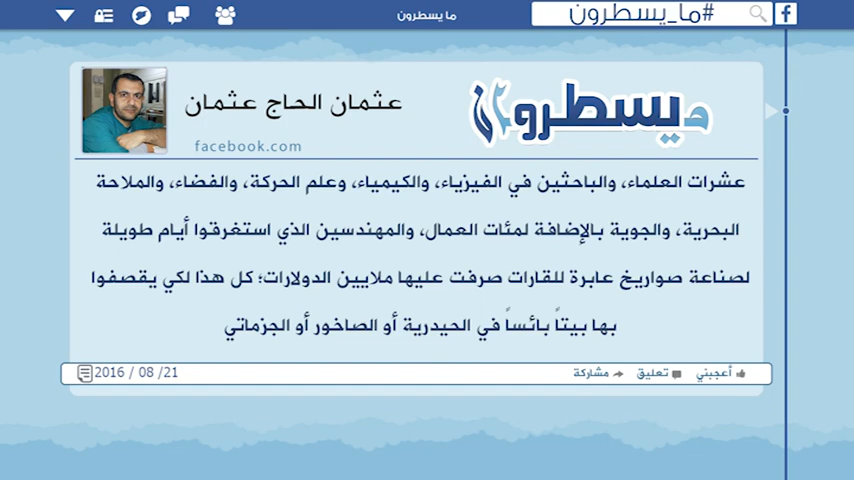 ما يسطرون
#ما_يسطرون
f
ما يسطرون
عثمان الحاج عثمان
facebook.com
عشرات العلماء، والباحثين في الفيزياء، والكيمياء، وعلم الحركة، والفضاء، والملاحة
البحرية، والجوية بالإضافة لمئات العمال، والمهندسين الذي استغرقوا أيام طويلة
لصناعة صواريخ عابرة للقارات صرفت عليها ملايين الدولارات؛ كل هذا لكي يقصفوا
بها بيتاً بائساً في الحيدرية أو الصاخور أو الجزماتي
أعجبني تعليق مشاركة
2016 / 08 /21